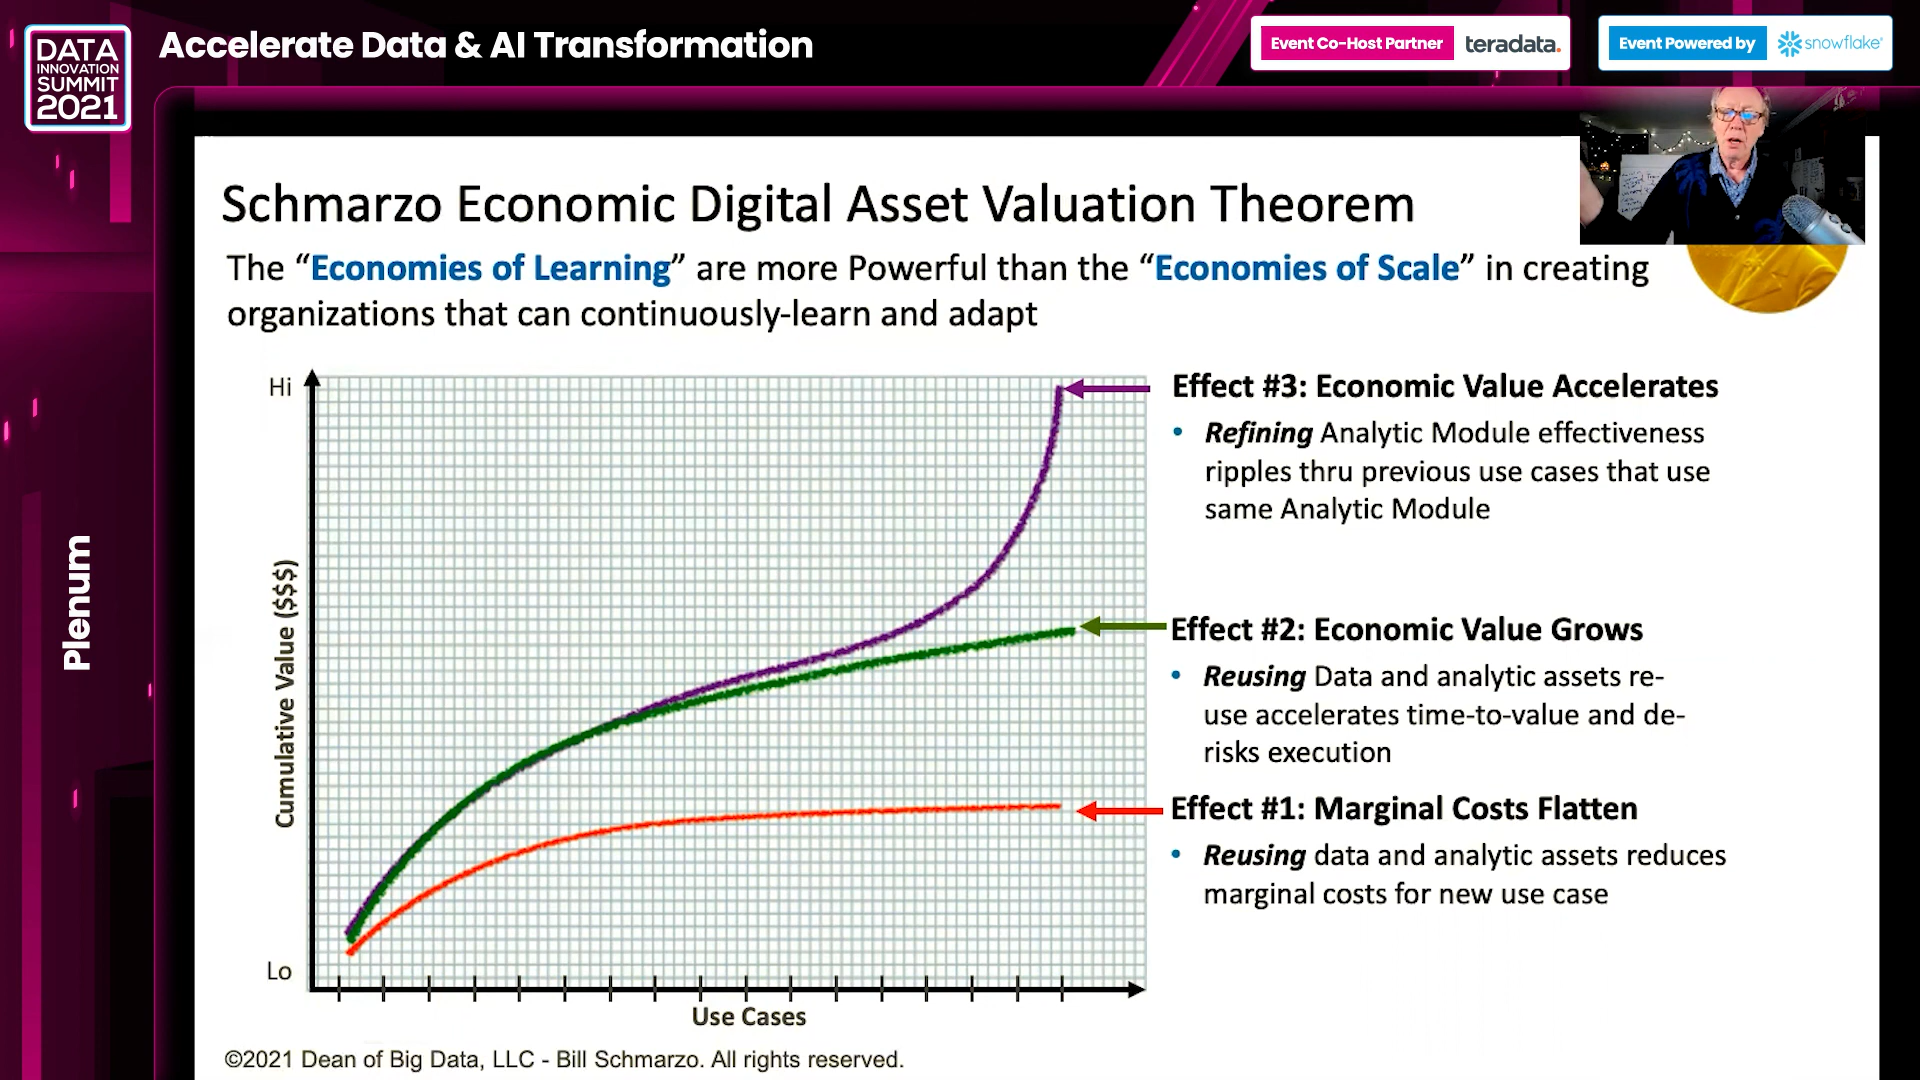 DATA
INNOVATION
SUMMIT
2021
Accelerate Data & AI Transformation
Event Co-Host Partner
teradata.
Event Powered by
snowflake®
Plenum
Schmarzo Economic Digital Asset Valuation Theorem
The “Economies of Learning” are more Powerful than the “Economies of Scale” in creating
organizations that can continuously-learn and adapt
Hi
Cumulative Value ($$$$)
Lo
Use Cases
Effect #3: Economic Value Accelerates
• Refining Analytic Module effectiveness
ripples thru previous use cases that use
same Analytic Module
Effect #2: Economic Value Grows
• Reusing Data and analytic assets re-
use accelerates time-to-value and de-
risks execution
Effect #1: Marginal Costs Flatten
• Reusing data and analytic assets reduces
marginal costs for new use case
©2021 Dean of Big Data, LLC - Bill Schmarzo. All rights reserved.